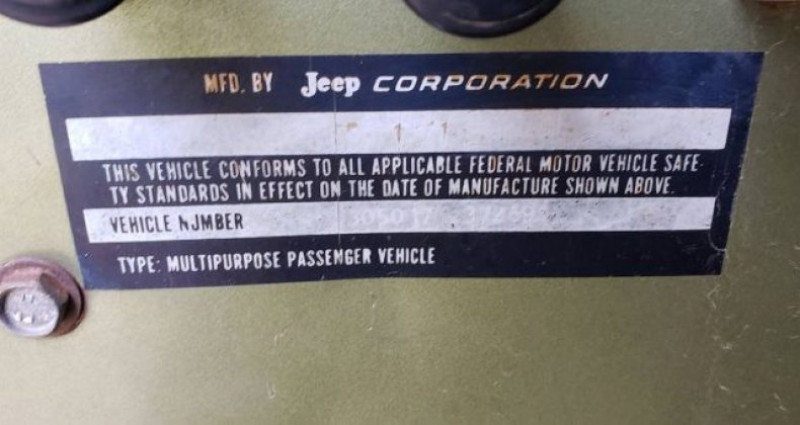 MFD. BY Jeep CORPORATION
THIS VEHICLE CONFORMS TO ALL APPLICABLE FEDERAL MOTOR VEHICLE SAFE-
TY STANDARDS IN EFFECT ON THE DATE OF MANUFACTURE SHOWN ABOVE.
VEHICLE NUMBER
TYPE: MULTIPURPOSE PASSENGER VEHICLE